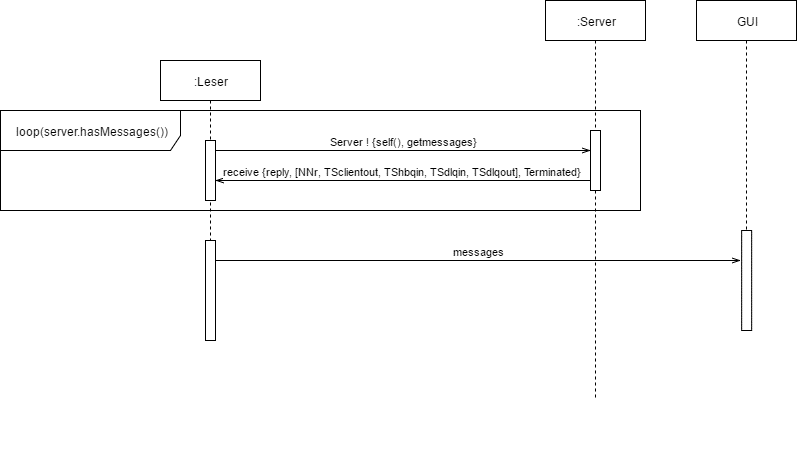 :Server
GUI
:Leser
loop(server.hasMessages())
Server ! {self(), getmessages}
receive {reply, [NNr, TSclientout, TShbqin, TSdlqin, TSdlqout], Terminated}
messages